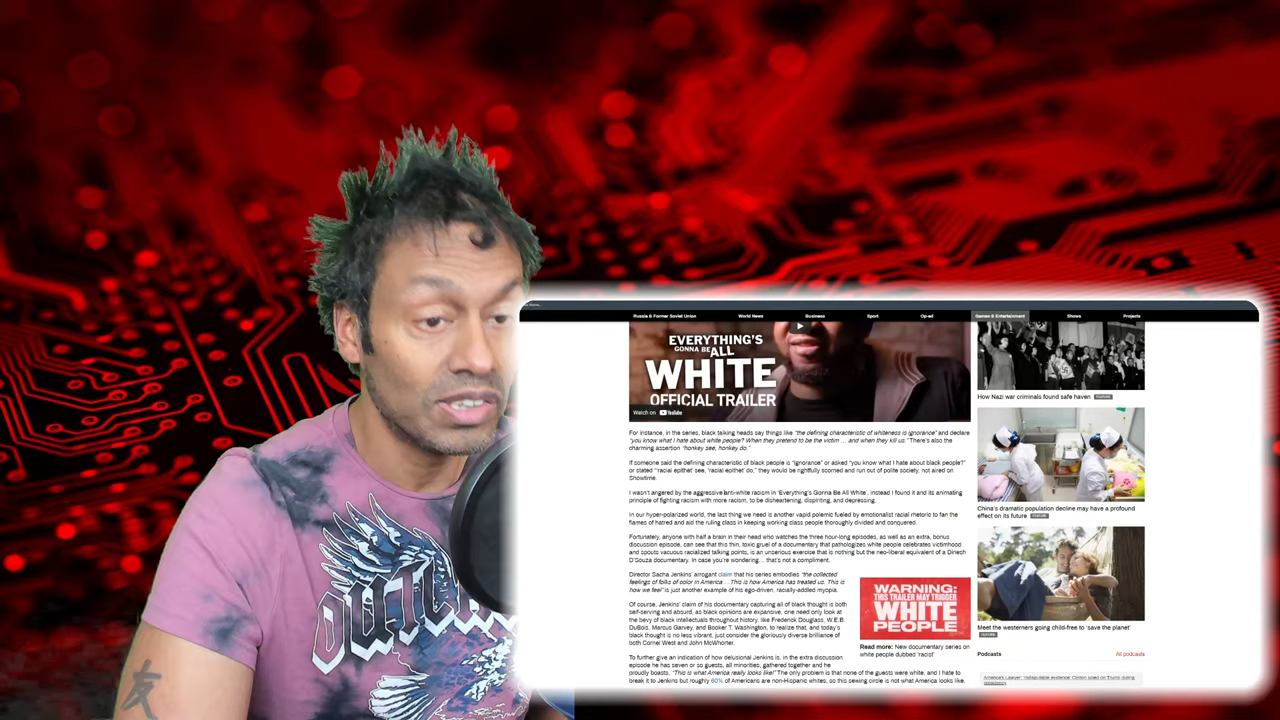 Russia & Former Soviet Union World News Business Sport Op-ed Games & Entertainment Shows Projects
EVERYTHING'S
GONNA BE ALL
WHITE
OFFICIAL TRAILER
Watch on YouTube
For instance, in the series, black talking heads say things like "the defining characteristic of whiteness is ignorance" and declare
"you know what I hate about white people? When they pretend to be the victim … and when they kill us." There's also the
charming assertion "honkey see, honkey do."
If someone said the defining characteristic of black people is "ignorance" or asked "you know what I hate about black people?"
or stated "'racial epithet' see, 'racial epithet' do," they would be rightfully scorned and run out of polite society, not aired on
Showtime.
I wasn't angered by the aggressive anti-white racism in 'Everything's Gonna Be All White', instead I found it and its animating
principle of fighting racism with more racism, to be disheartening, dispiriting, and depressing.
In our hyper-polarized world, the last thing we need is another vapid polemic fueled by emotionalist racial rhetoric to fan the
flames of hatred and aid the ruling class in keeping working class people thoroughly divided and conquered.
Fortunately, anyone with half a brain in their head who watches the three hour-long episodes, as well as an extra, bonus
discussion episode, can see that this thin, toxic gruel of a documentary that pathologizes white people celebrates victimhood
and spouts vacuous racialized talking points, is an unserious exercise that is nothing but the neo-liberal equivalent of a Dinesh
D'Souza documentary. In case you're wondering… that's not a compliment.
Director Sacha Jenkins' arrogant claim that his series embodies "the collected
feelings of folks of color in America … This is how America has treated us. This is
how we feel" is just another example of his ego-driven, racially-addled myopia.
Of course, Jenkins' claim of his documentary capturing all of black thought is both
self-serving and absurd, as black opinions are expansive, one need only look at
the bevy of black intellectuals throughout history, like Frederick Douglass, W.E.B.
DuBois, Marcus Garvey, and Booker T. Washington, to realize that, and today's
black thought is no less vibrant, just consider the gloriously diverse brilliance of
both Cornel West and John McWhorter.
To further give an indication of how delusional Jenkins is, in the extra discussion
episode he has seven or so guests, all minorities, gathered together and he
proudly boasts, "This is what America really looks like!" The only problem is that none of the guests were white, and I hate to
break it to Jenkins but roughly 60% of Americans are non-Hispanic whites, so this sewing circle is not what America looks like.
WARNING:
THIS TRAILER MAY TRIGGER
WHITE
PEOPLE
Read more: New documentary series on
white people dubbed 'racist'
How Nazi war criminals found safe haven FEATURE
China's dramatic population decline may have a profound
effect on its future FEATURE
Meet the westerners going child-free to 'save the planet'
FEATURE
Podcasts All podcasts
America's Lawyer: 'Indisputable evidence' Clinton spied on Trump during
presidency